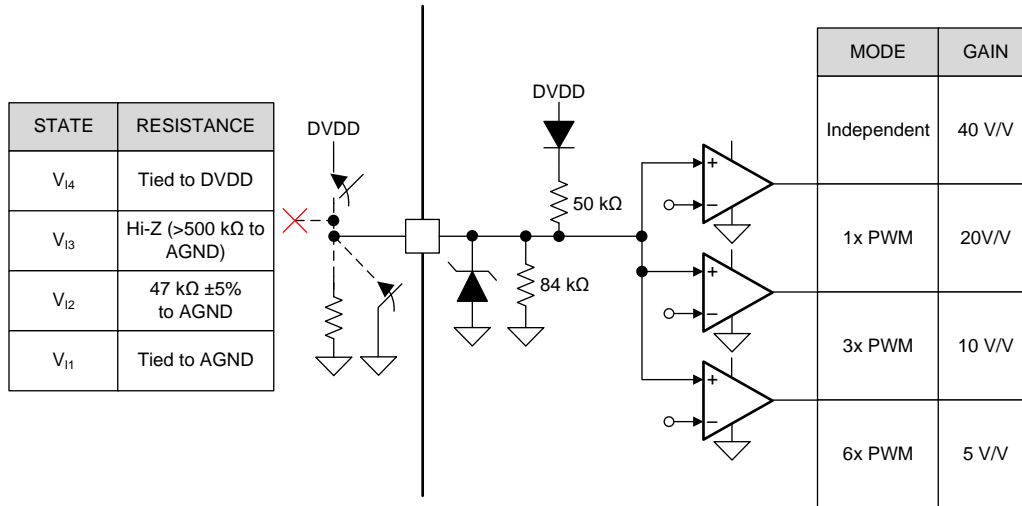 STATE RESISTANCE
V_I4 Tied to DVDD
V_I3 Hi-Z (>500 kΩ to
AGND)
V_I2 47 kΩ ±5%
to AGND
V_I1 Tied to AGND
DVDD
DVDD
50 kΩ
84 kΩ
+
−
+
−
+
−
MODE GAIN
Independent 40 V/V
1x PWM 20V/V
3x PWM 10 V/V
6x PWM 5 V/V